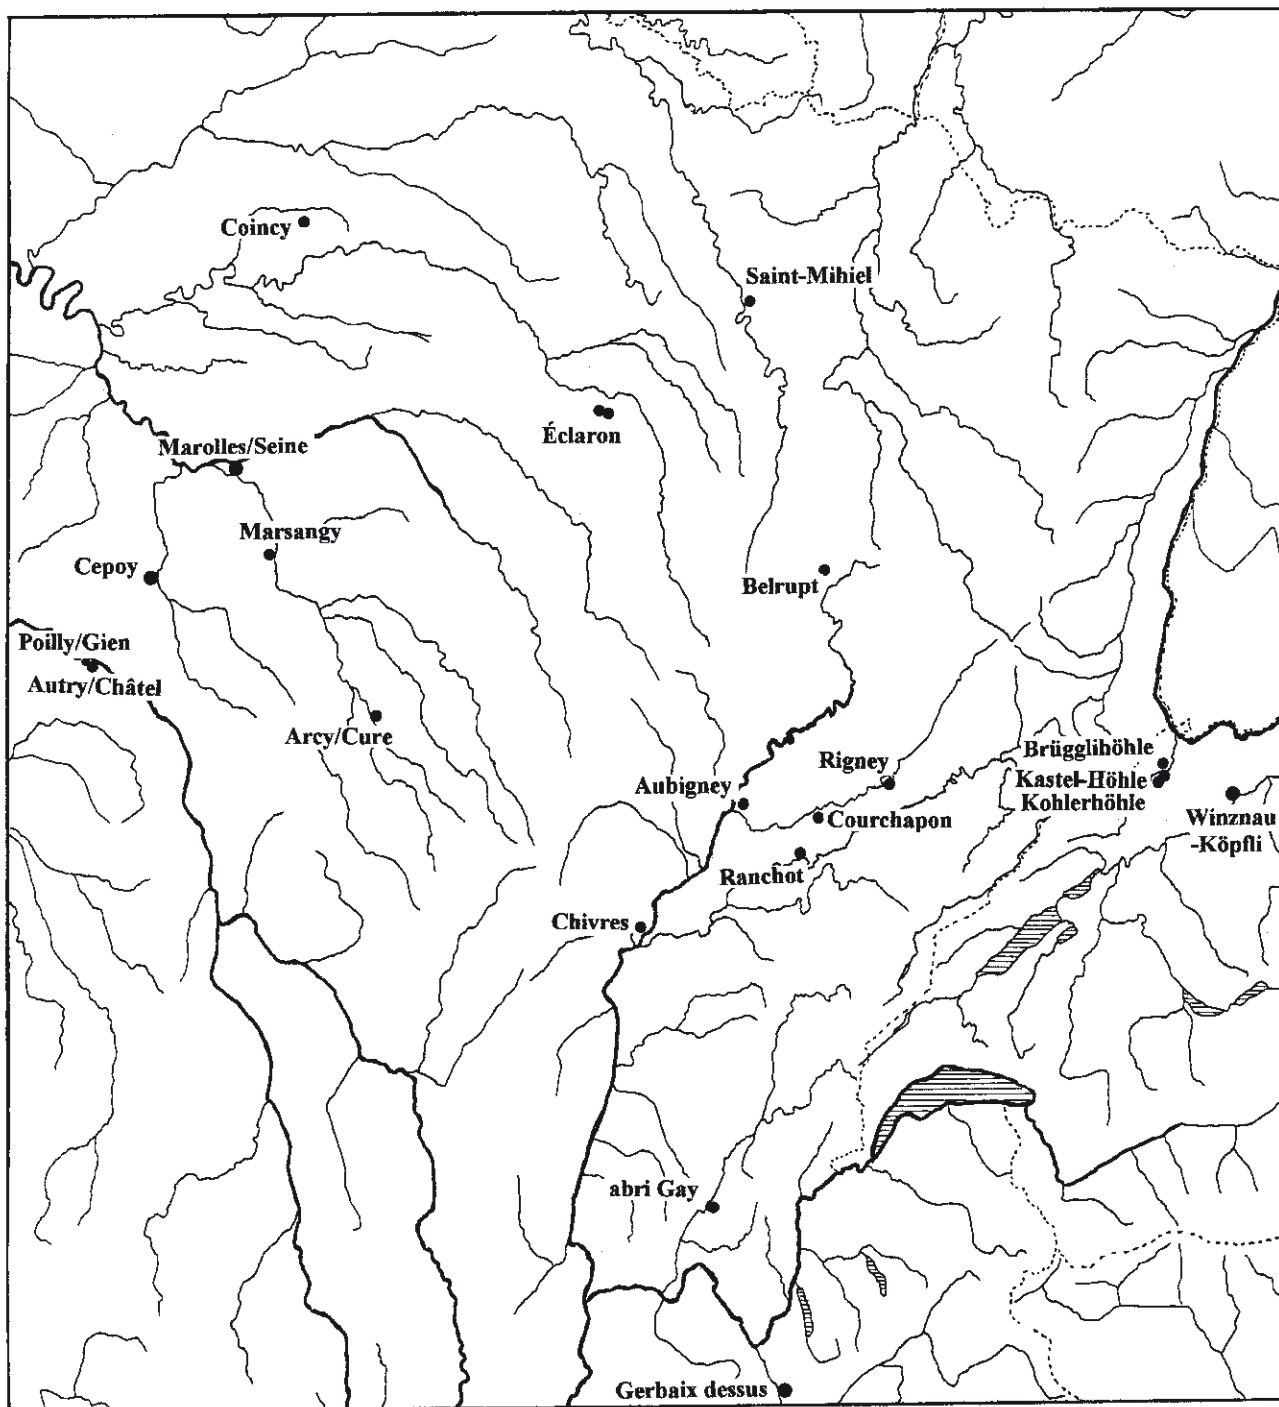 Coincy
Saint-Mihiel
Éclaron
Marolles/Seine
Marsangy
Cepoy
Belrupt
Poilly/Gien
Autry/Châtel
Arcy/Cure
Brügglihöhle
Rigney
Kastel-Höhle
Aubigney
Kohlerhöhle
Courchapon
Winznau
-Köpfli
Ranchot
Chivres
abri Gay
Gerbaix dessus